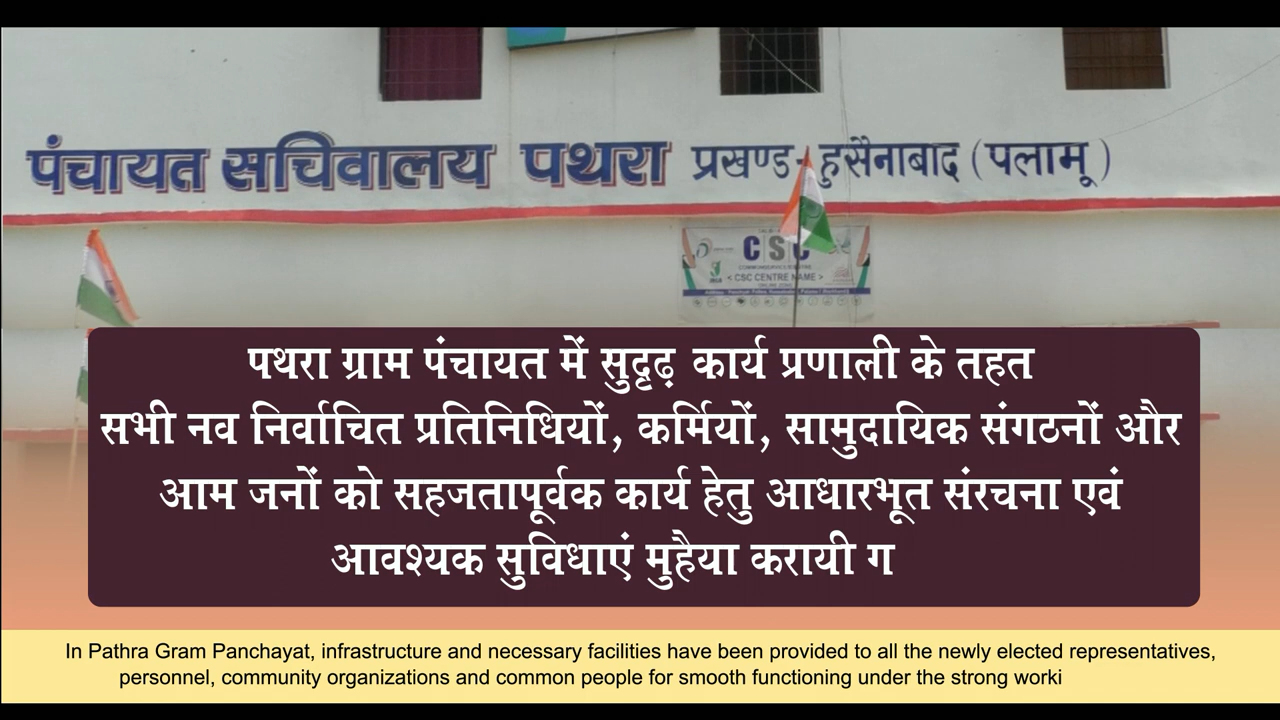 पंचायत सचिवालय पथरा प्रखण्ड - हुसैनाबाद (पलामू)
CSC
< CSC CENTRE NAME >
पथरा ग्राम पंचायत में सुदृढ़ कार्य प्रणाली के तहत
सभी नव निर्वाचित प्रतिनिधियों, कर्मियों, सामुदायिक संगठनों और
आम जनों को सहजतापूर्वक कार्य हेतु आधारभूत संरचना एवं
आवश्यक सुविधाएं मुहैया करायी ग
In Pathra Gram Panchayat, infrastructure and necessary facilities have been provided to all the newly elected representatives,
personnel, community organizations and common people for smooth functioning under the strong worki